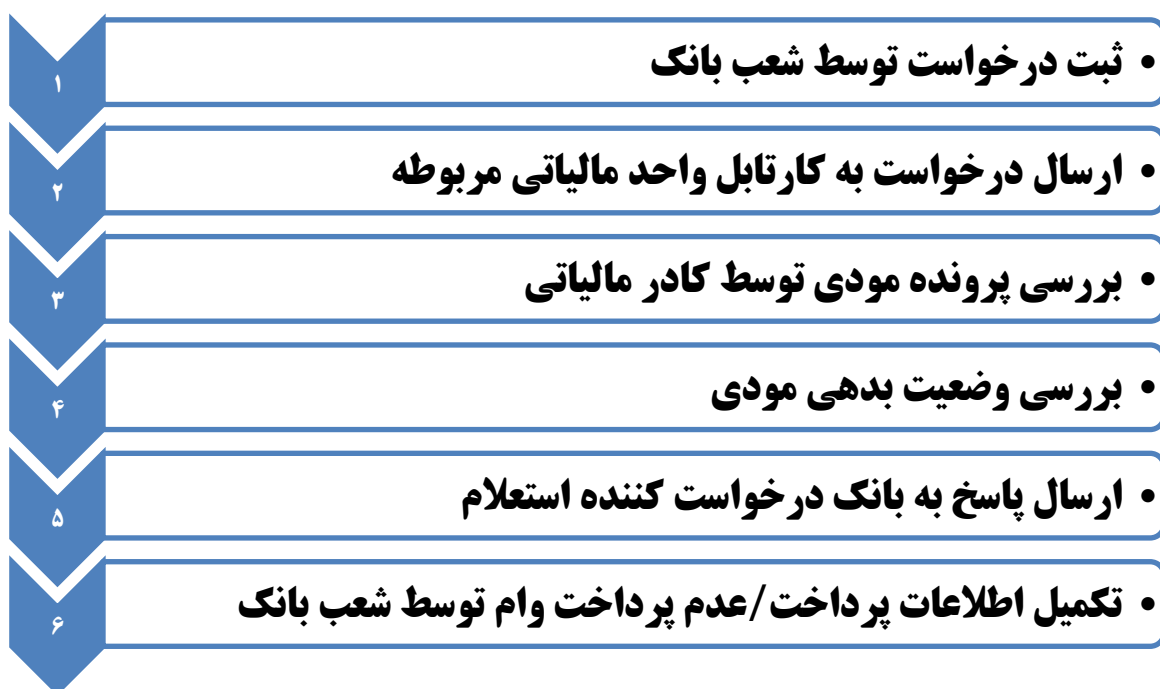 ۱
• ثبت درخواست توسط شعب بانک
۲
• ارسال درخواست به کارتابل واحد مالیاتی مربوطه
۳
• بررسی پرونده مودی توسط کادر مالیاتی
۴
• بررسی وضعیت بدهی مودی
۵
• ارسال پاسخ به بانک درخواست کننده استعلام
۶
• تکمیل اطلاعات پرداخت/عدم پرداخت وام توسط شعب بانک